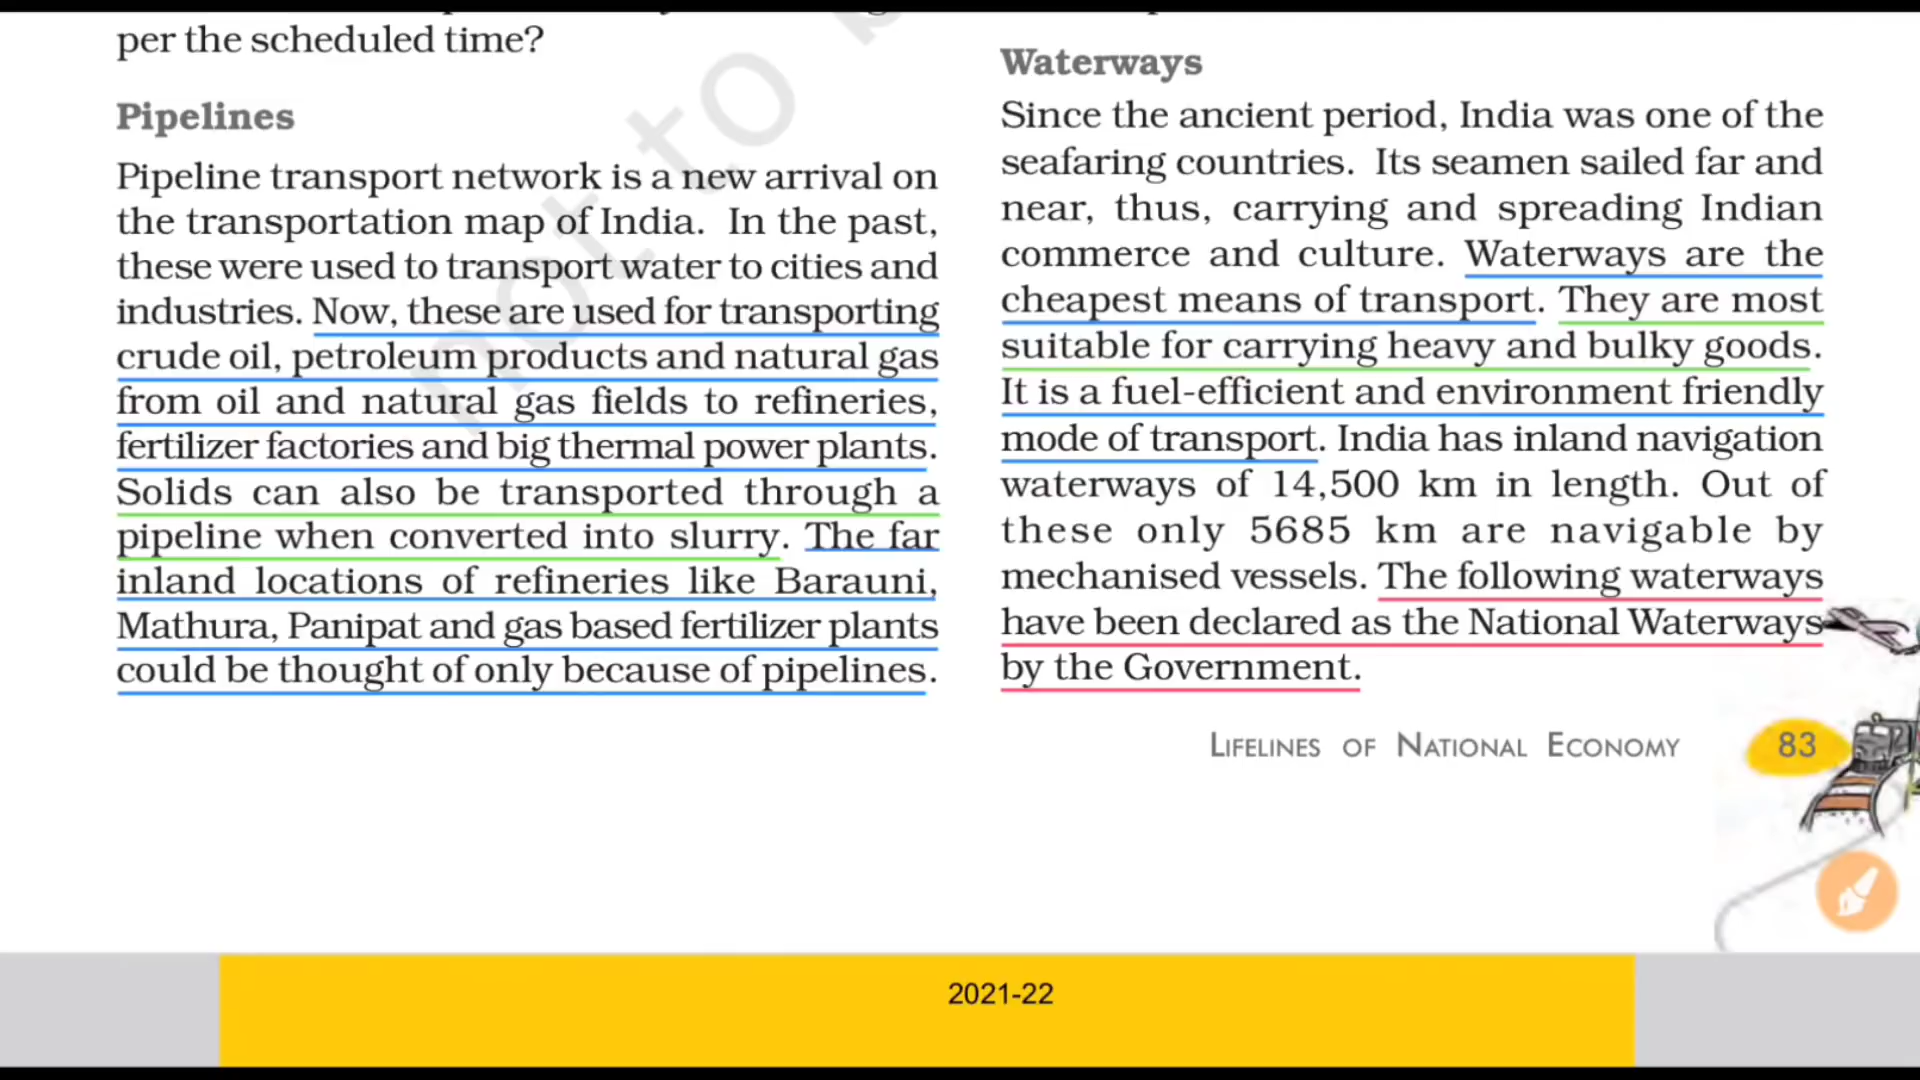 per the scheduled time?
Pipelines
Pipeline transport network is a new arrival on
the transportation map of India. In the past,
these were used to transport water to cities and
industries. Now, these are used for transporting
crude oil, petroleum products and natural gas
from oil and natural gas fields to refineries,
fertilizer factories and big thermal power plants.
Solids can also be transported through a
pipeline when converted into slurry. The far
inland locations of refineries like Barauni,
Mathura, Panipat and gas based fertilizer plants
could be thought of only because of pipelines.
Waterways
Since the ancient period, India was one of the
seafaring countries. Its seamen sailed far and
near, thus, carrying and spreading Indian
commerce and culture. Waterways are the
cheapest means of transport. They are most
suitable for carrying heavy and bulky goods.
It is a fuel-efficient and environment friendly
mode of transport. India has inland navigation
waterways of 14,500 km in length. Out of
these only 5685 km are navigable by
mechanised vessels. The following waterways
have been declared as the National Waterways
by the Government.
LIFELINES OF NATIONAL ECONOMY 83
2021-22
not to